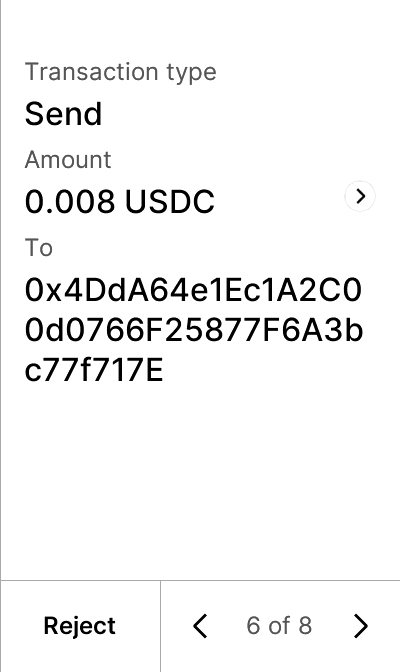 Transaction type
Send
Amount
0.008 USDC
To
0x4DdA64e1Ec1A2C0
0d0766F25877F6A3b
c77f717E
Reject
6 of 8